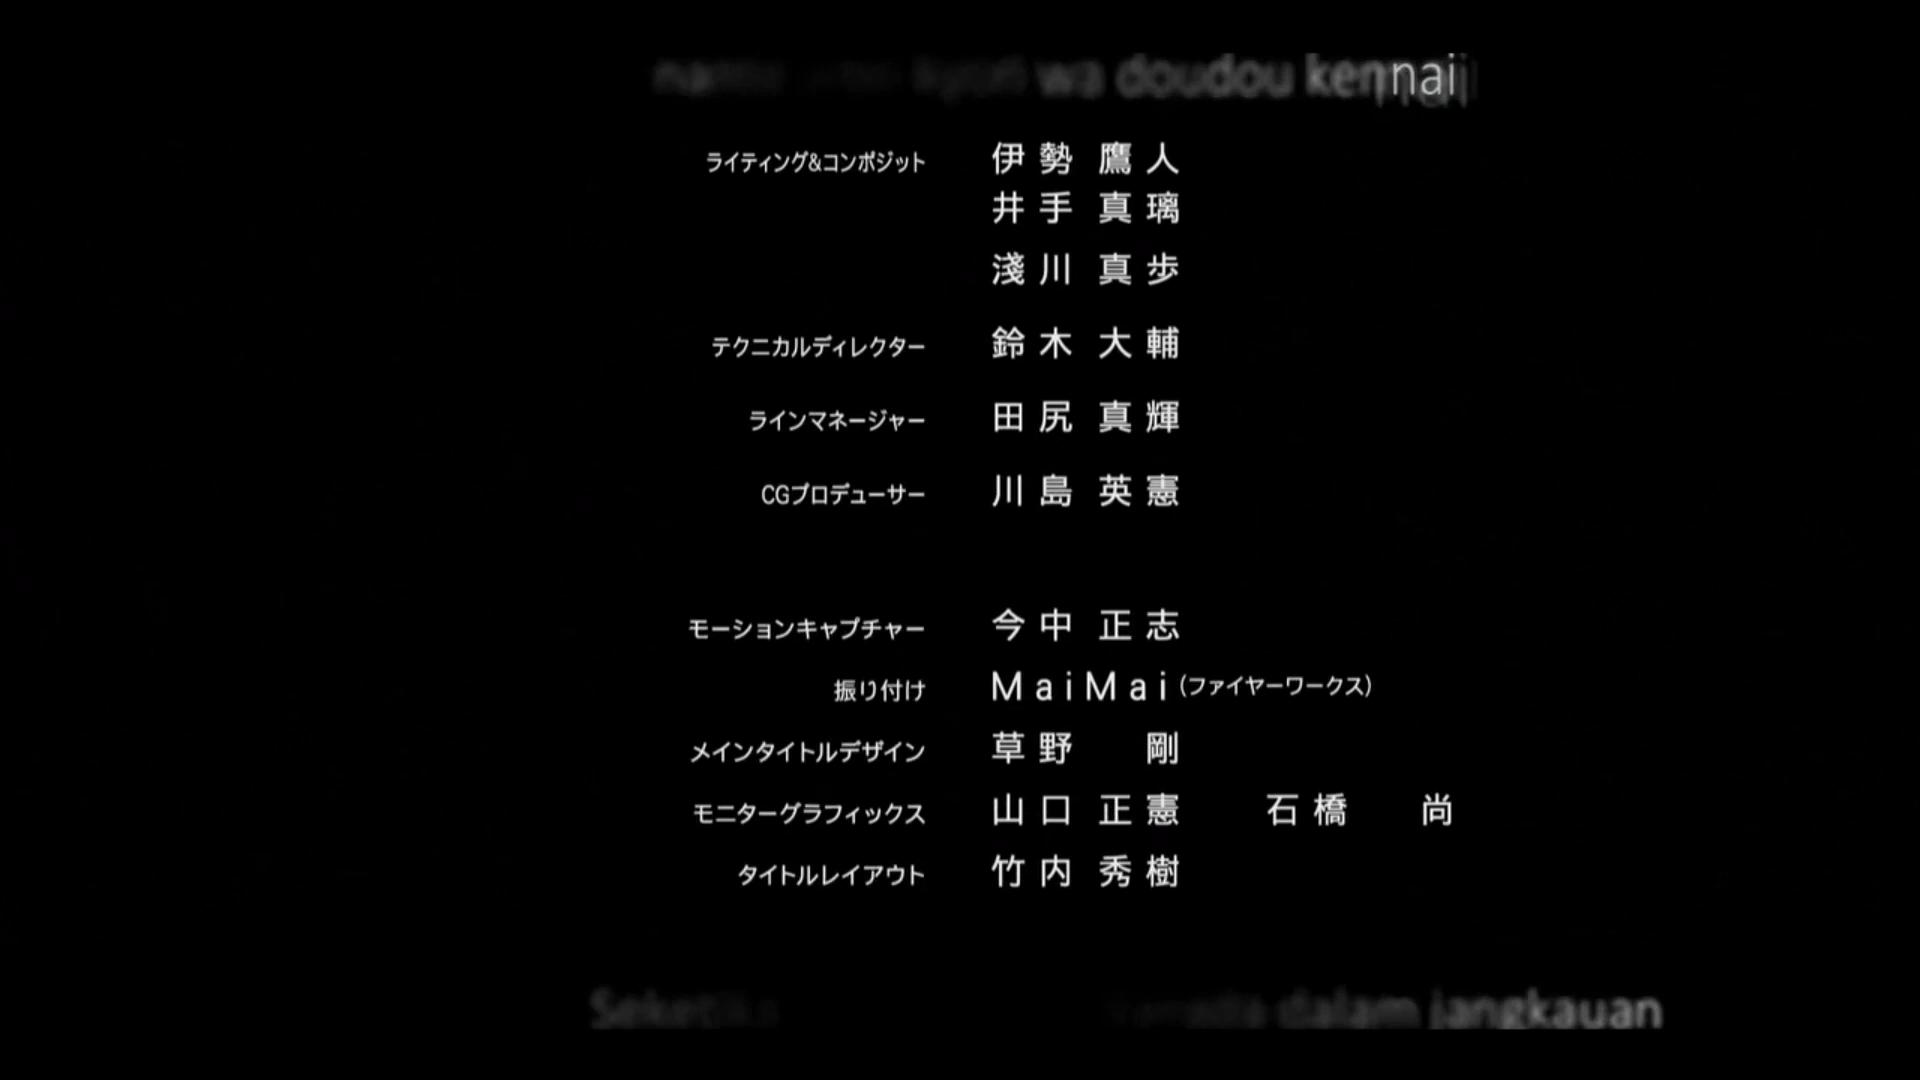 wa doudou kennai
ライティング&コンポジット 伊勢 鷹人
井手 真璃
淺川 真歩
テクニカルディレクター 鈴木 大輔
ラインマネージャー 田尻 真輝
CGプロデューサー 川島 英憲
モーションキャプチャー 今中 正志
振り付け MaiMai(ファイヤーワークス)
メインタイトルデザイン 草野 剛
モニターグラフィックス 山口 正憲 石橋 尚
タイトルレイアウト 竹内 秀樹
dalam jangkauan